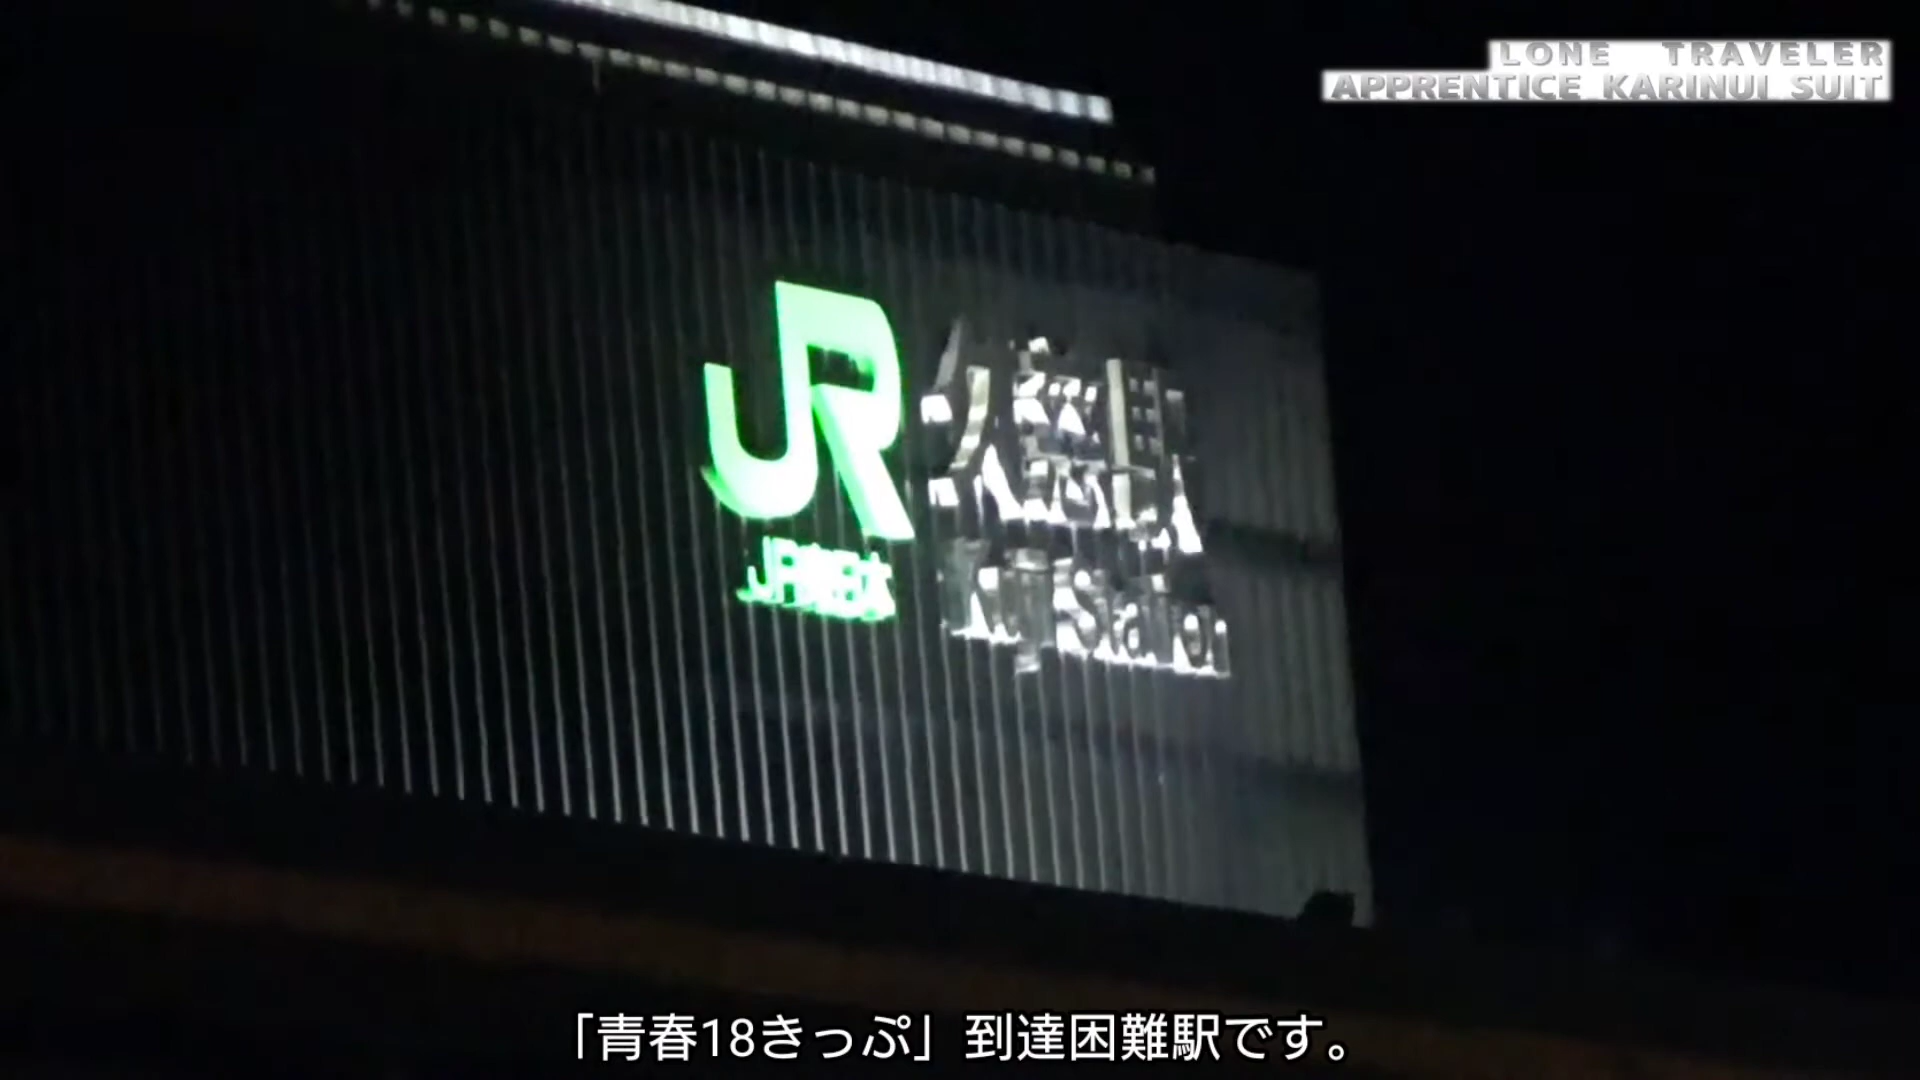 LONE TRAVELER
APPRENTICE KARINUI SUIT
JR
久慈駅
JR東日本
Kuji Station
「青春18きっぷ」到達困難駅です。